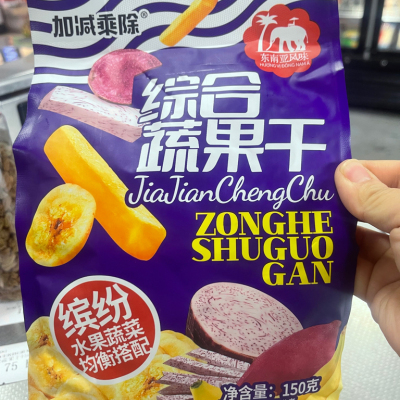 加减乘除®
东南亚风味
综合
蔬果干
JiaJianChengChu
ZONGHE
SHUGUO
GAN
缤纷
水果蔬菜
均衡搭配
净含量：150克